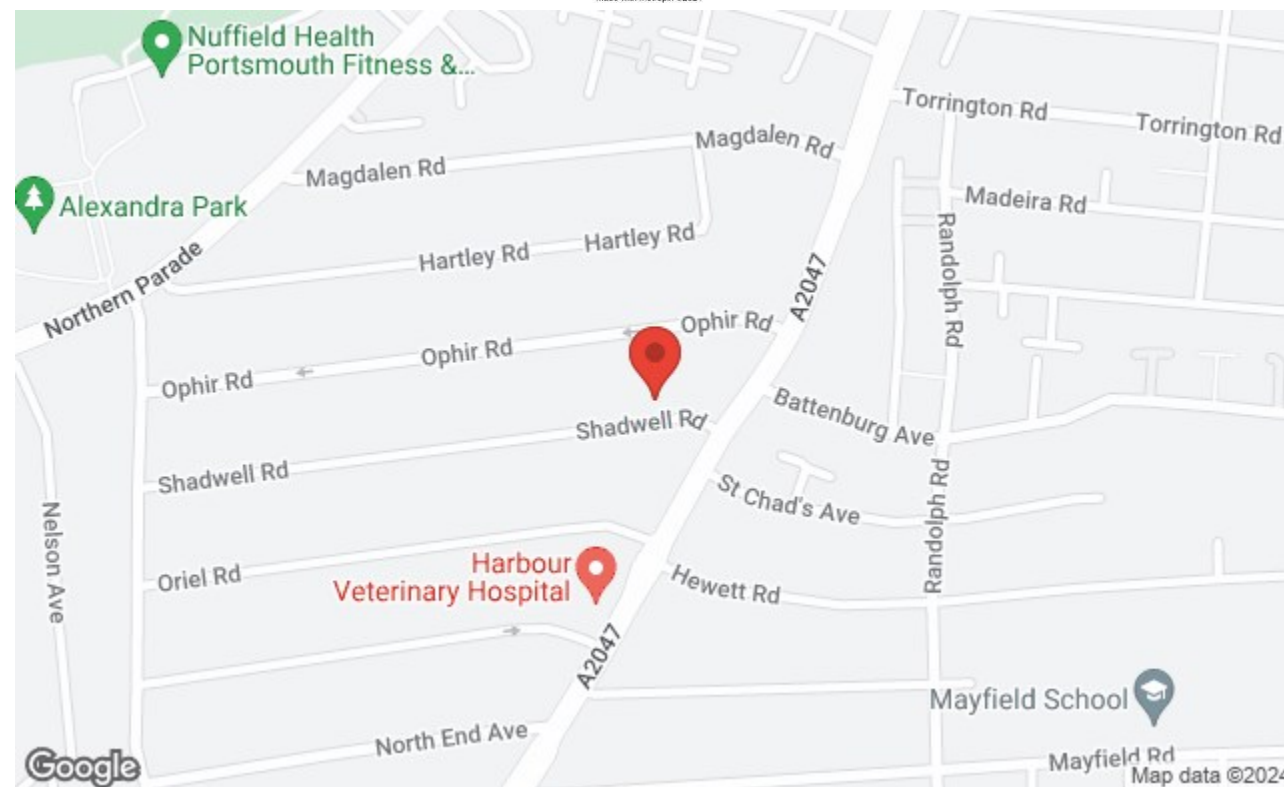 Nuffield Health
Portsmouth Fitness &...
Torrington Rd
Torrington Rd
Magdalen Rd
Magdalen Rd
Alexandra Park
Madeira Rd
Hartley Rd
Hartley Rd
Northern Parade
Randolph Rd
A2047
Ophir Rd
Ophir Rd
Ophir Rd
Battenburg Ave
Shadwell Rd
Shadwell Rd
St Chad's Ave
Nelson Ave
Randolph Rd
Oriel Rd
Harbour
Veterinary Hospital
Hewett Rd
A2047
Mayfield School
North End Ave
Mayfield Rd
Google
Map data ©2024